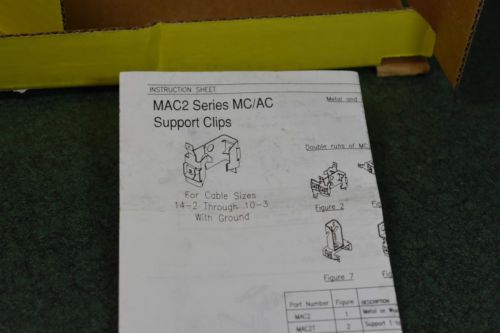 INSTRUCTION SHEET
MAC2 Series MC/AC
Support Clips
For Cable Sizes
14-2 Through 10-3
With Ground
Metal and
Double runs of MC
Figure 2
Figure 7
Part Number Figure DESCRIPTION
MAC2 1 Metal or
MAC2T 2 Support